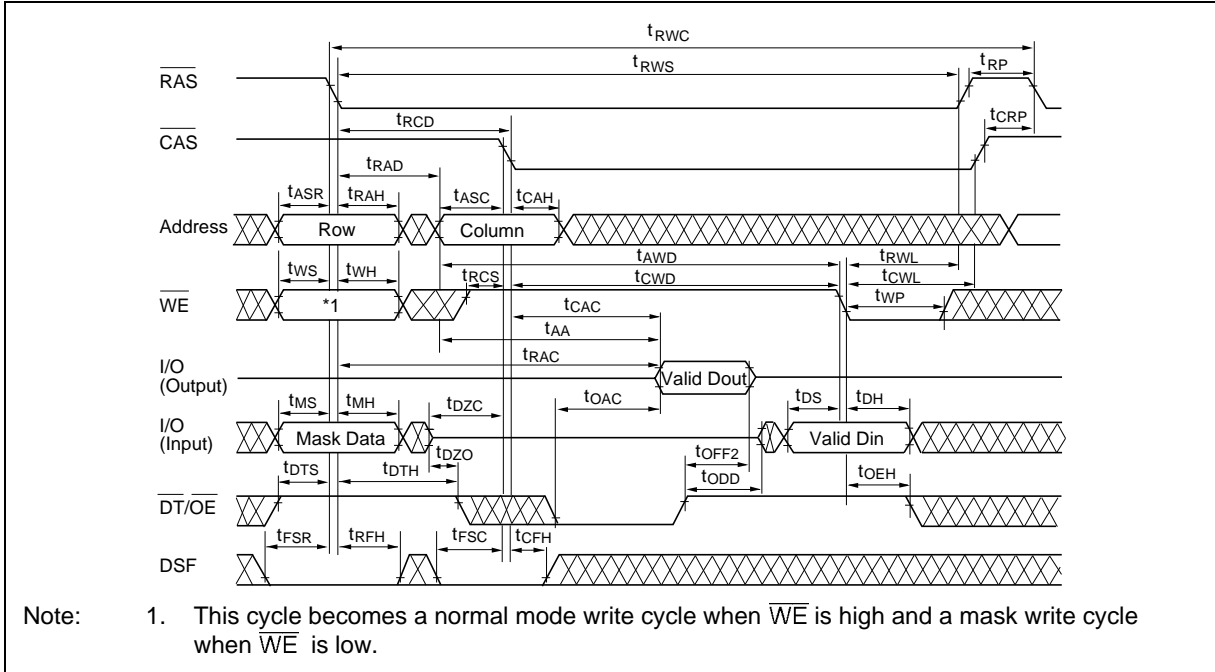 tRWC
tRWS tRP
RAS
tRCD tCRP
CAS
tRAD
tASR tRAH tASC tCAH
Address Row Column
tAWD tRWL
tWS tWH tRCS tCWD tCWL
WE *1 tWP
tCAC
tAA
tRAC
I/O
(Output) Valid Dout
tMS tMH tDZC tOAC tDS tDH
I/O
(Input) Mask Data Valid Din
tDZO tOFF2
tDTS tDTH tODD tOEH
DT/OE
tFSR tRFH tFSC tCFH
DSF
Note: 1. This cycle becomes a normal mode write cycle when WE is high and a mask write cycle
when WE is low.